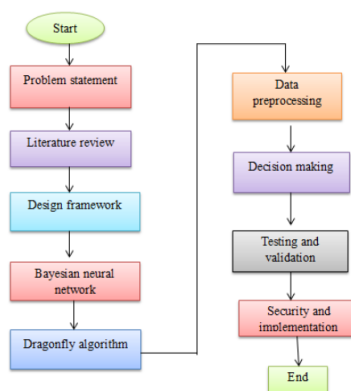 Start
Problem statement
Literature review
Design framework
Bayesian neural
network
Dragonfly algorithm
Data
preprocessing
Decision making
Testing and
validation
Security and
implementation
End